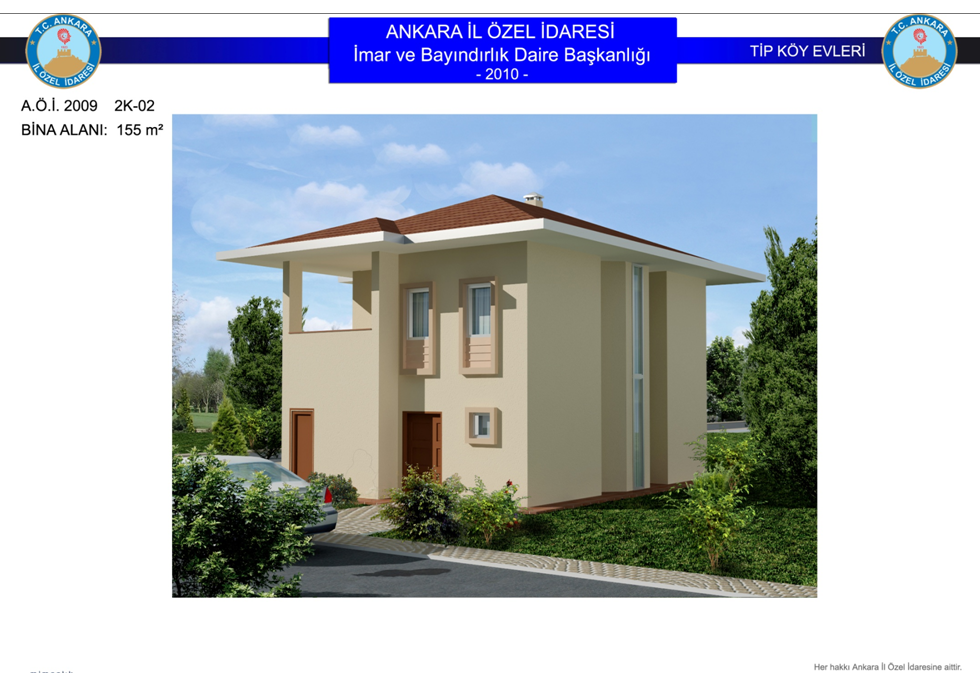 ANKARA İL ÖZEL İDARESİ
İmar ve Bayındırlık Daire Başkanlığı
- 2010 -
TİP KÖY EVLERİ
T.C. ANKARA
İL ÖZEL İDARESİ
T.C. ANKARA
İL ÖZEL İDARESİ
A.Ö.İ. 2009 2K-02
BİNA ALANI: 155 m²
Her hakkı Ankara İl Özel İdaresine aittir.